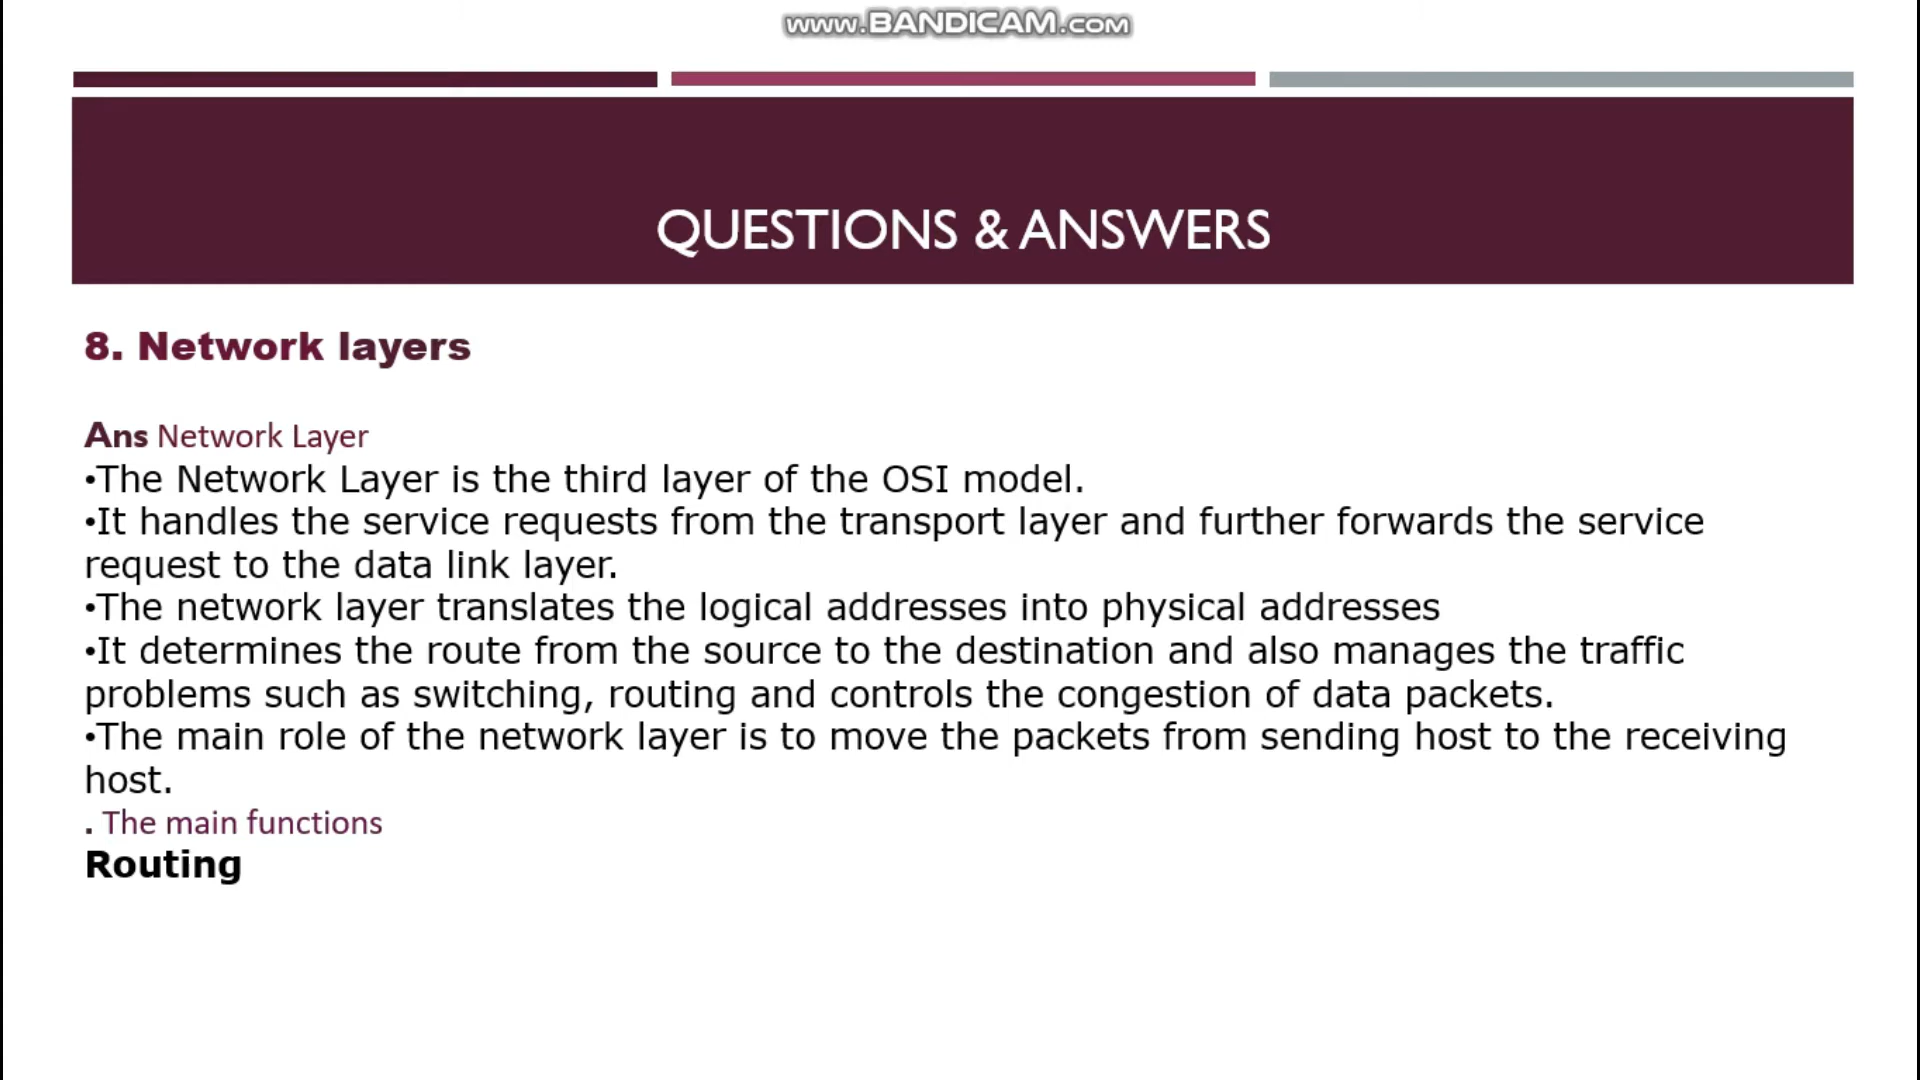 www.BANDICAM.com
QUESTIONS & ANSWERS
8. Network layers
Ans Network Layer
•The Network Layer is the third layer of the OSI model.
•It handles the service requests from the transport layer and further forwards the service
request to the data link layer.
•The network layer translates the logical addresses into physical addresses
•It determines the route from the source to the destination and also manages the traffic
problems such as switching, routing and controls the congestion of data packets.
•The main role of the network layer is to move the packets from sending host to the receiving
host.
. The main functions
Routing